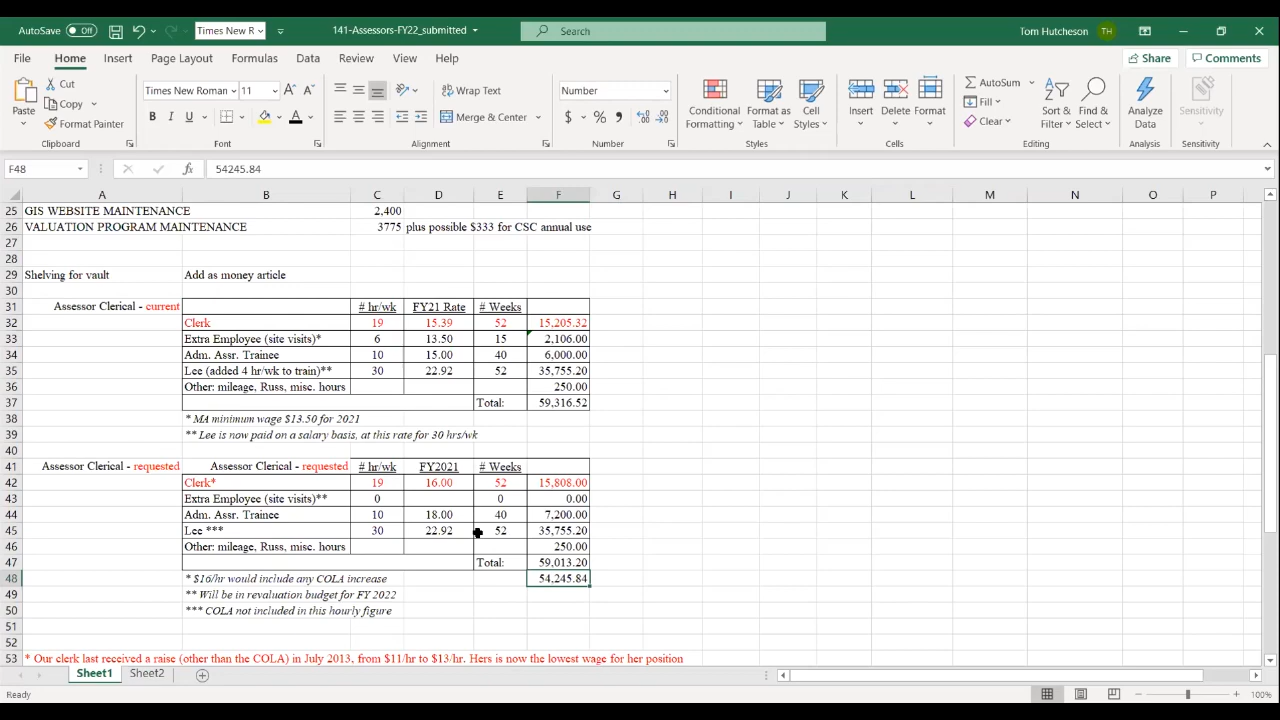 AutoSave Off Times New R 141-Assessors-FY22_submitted Search Tom Hutcheson TH
File Home Insert Page Layout Formulas Data Review View Help Share Comments
Cut Times New Roman 11 Wrap Text Number AutoSum
Copy Fill
Paste Format Painter B I U Merge & Center $ % Conditional Formatting Format as Table Cell Styles Insert Delete Format Clear Sort & Filter Find & Select Analyze Data Sensitivity
Clipboard Font Alignment Number Styles Cells Editing Analysis Sensitivity
F48 fx 54245.84
A B C D E F G H I J K L M N O P
25 GIS WEBSITE MAINTENANCE 2,400
26 VALUATION PROGRAM MAINTENANCE 3775 plus possible $333 for CSC annual use
27
28
29 Shelving for vault Add as money article
30
31 Assessor Clerical - current # hr/wk FY21 Rate # Weeks
32 Clerk 19 15.39 52 15,205.32
33 Extra Employee (site visits)* 6 13.50 15 2,106.00
34 Adm. Assr. Trainee 10 15.00 40 6,000.00
35 Lee (added 4 hr/wk to train)** 30 22.92 52 35,755.20
36 Other: mileage, Russ, misc. hours 250.00
37 Total: 59,316.52
38 * MA minimum wage $13.50 for 2021
39 ** Lee is now paid on a salary basis, at this rate for 30 hrs/wk
40
41 Assessor Clerical - requested Assessor Clerical - requested # hr/wk FY2021 # Weeks
42 Clerk* 19 16.00 52 15,808.00
43 Extra Employee (site visits)** 0 0 0.00
44 Adm. Assr. Trainee 10 18.00 40 7,200.00
45 Lee *** 30 22.92 52 35,755.20
46 Other: mileage, Russ, misc. hours 250.00
47 Total: 59,013.20
48 * $16/hr would include any COLA increase 54,245.84
49 ** Will be in revaluation budget for FY 2022
50 *** COLA not included in this hourly figure
51
52
53 * Our clerk last received a raise (other than the COLA) in July 2013, from $11/hr to $13/hr. Hers is now the lowest wage for her position
Sheet1 Sheet2
Ready 100%